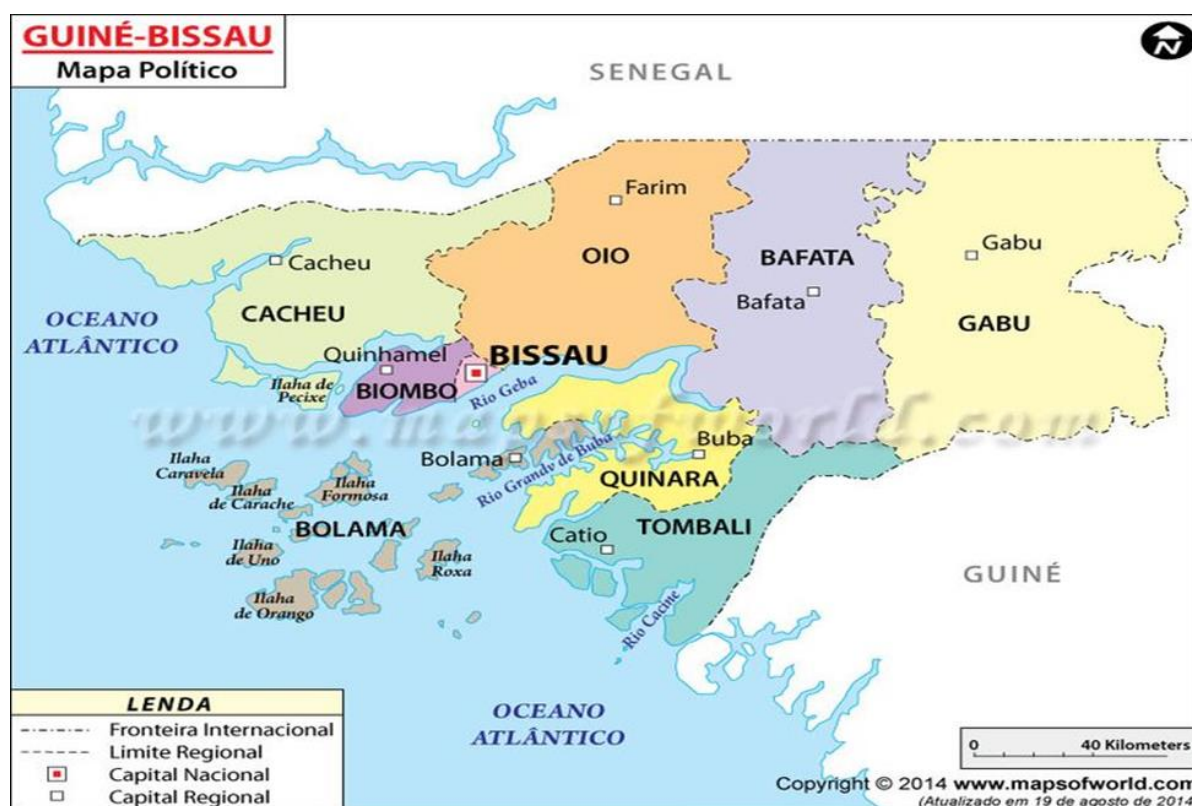 GUINÉ-BISSAU
Mapa Político
N
SENEGAL
Farim
OIO
BAFATA
Gabu
Cacheu
Bafata
CACHEU
GABU
OCEANO
ATLÂNTICO
Quinhamel
BISSAU
Ilaha de
Pecixe
BIOMBO
Rio Geba
www.mapsofworld.com
Buba
Bolama
Rio Grandv de Buba
Ilaha
Caravela
Ilaha
de Carache
Ilaha
Formosa
QUINARA
BOLAMA
TOMBALI
Catio
Ilaha
de Uno
Ilaha
Roxa
GUINÉ
Ilaha
de Orango
Rio Cacine
LENDA
Fronteira Internacional
Limite Regional
Capital Nacional
Capital Regional
OCEANO
ATLÂNTICO
0 40 Kilometers
Copyright © 2014 www.mapsofworld.com
(Atualizado em 19 de agosto de 2014